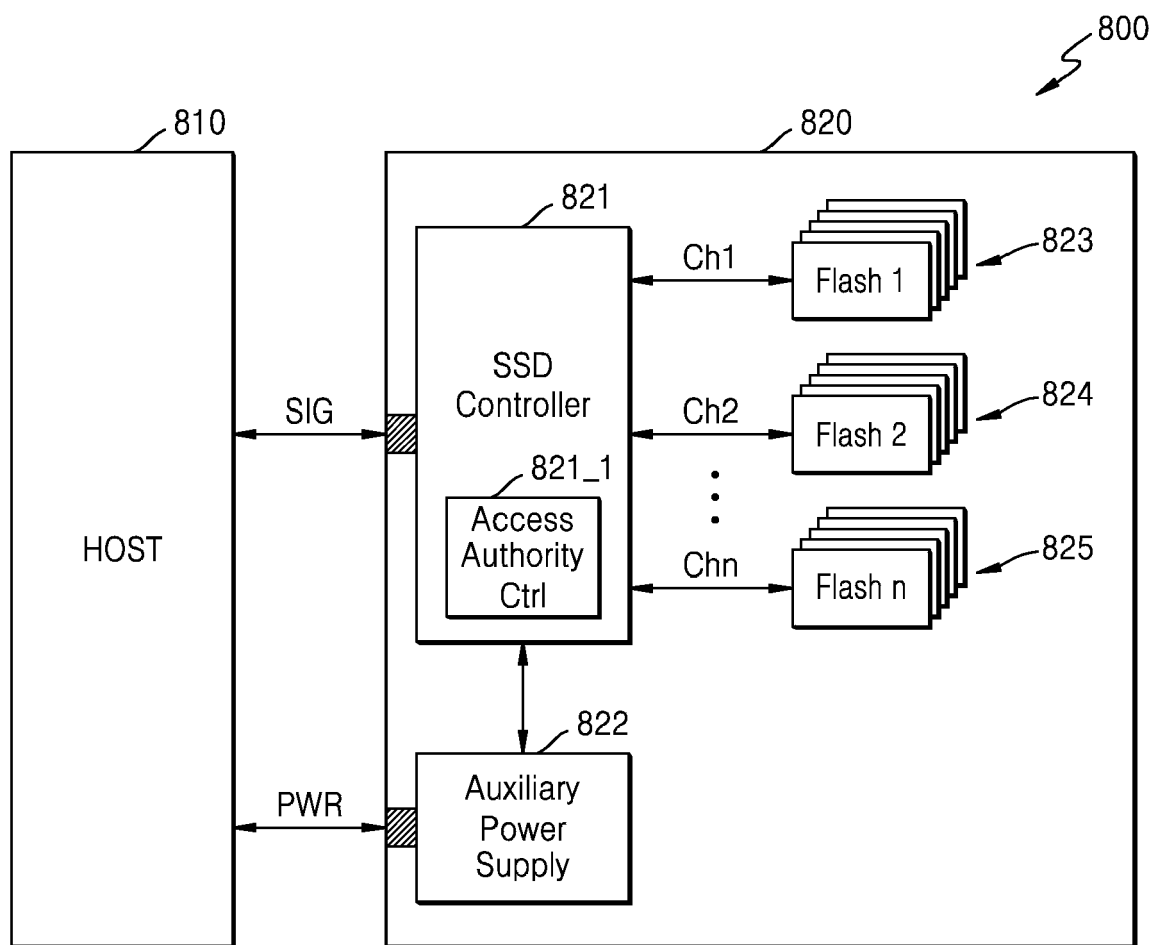 800
810
820
821
Ch1
Flash 1
823
SSD
Controller
SIG
Ch2
Flash 2
824
821_1
Access
Authority
Ctrl
HOST
Chn
Flash n
825
822
PWR
Auxiliary
Power
Supply